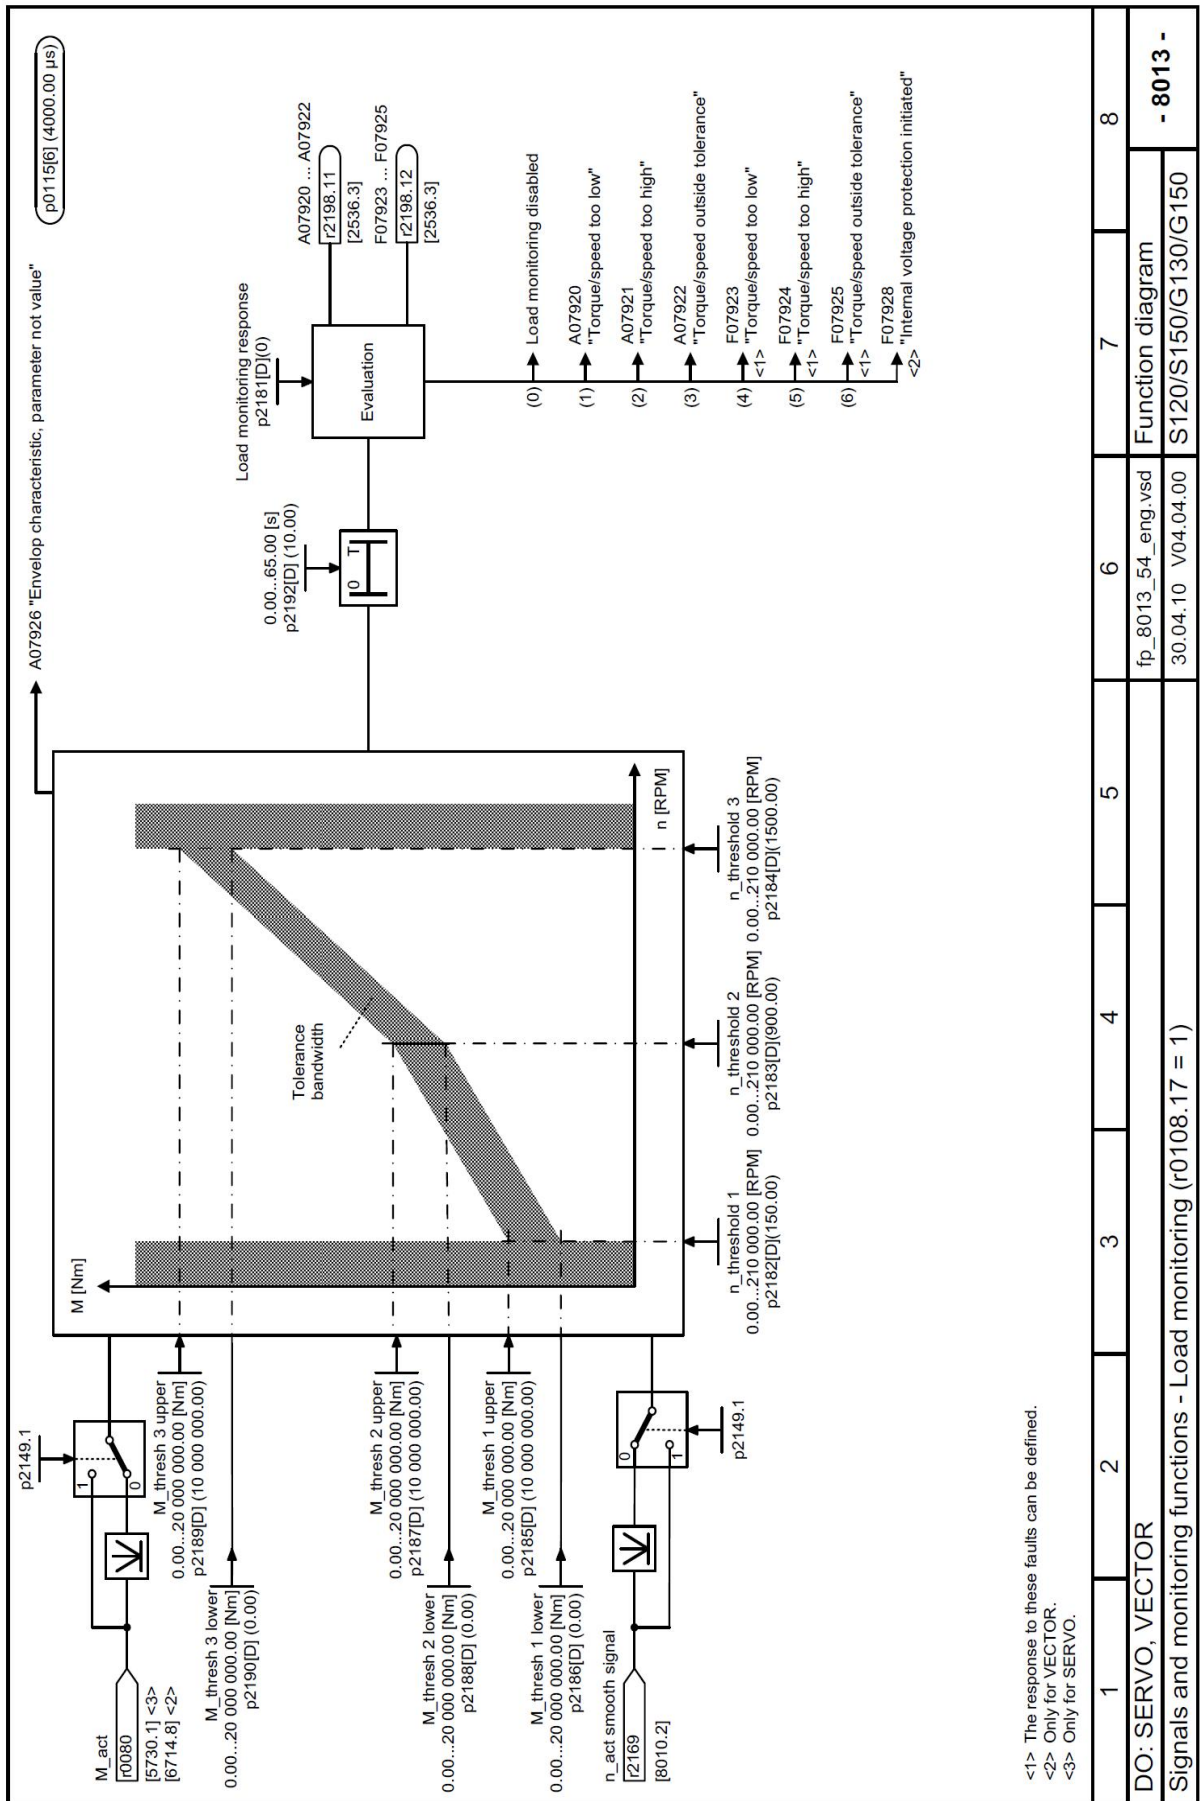 p0115[6] (4000.00 µs)
A07926 "Envelop characteristic, parameter not value"
M_act
r0080
[5730.1] <3>
[6714.8] <2>
p2149.1
1
0
M_thresh 3 upper
0.00...20 000 000.00 [Nm]
p2189[D] (10 000 000.00)
M_thresh 3 lower
0.00...20 000 000.00 [Nm]
p2190[D] (0.00)
M_thresh 2 upper
0.00...20 000 000.00 [Nm]
p2187[D] (10 000 000.00)
M_thresh 2 lower
0.00...20 000 000.00 [Nm]
p2188[D] (0.00)
M_thresh 1 upper
0.00...20 000 000.00 [Nm]
p2185[D] (10 000 000.00)
M_thresh 1 lower
0.00...20 000 000.00 [Nm]
p2186[D] (0.00)
n_act smooth signal
r2169
[8010.2]
0
1
p2149.1
M [Nm]
Tolerance
bandwidth
n [RPM]
n_threshold 1
0.00...210 000.00 [RPM]
p2182[D](150.00)
n_threshold 2
0.00...210 000.00 [RPM]
p2183[D](900.00)
n_threshold 3
0.00...210 000.00 [RPM]
p2184[D](1500.00)
0.00...65.00 [s]
p2192[D] (10.00)
0 T
Load monitoring response
p2181[D](0)
Evaluation
A07920 ... A07922
r2198.11
[2536.3]
F07923 ... F07925
r2198.12
[2536.3]
(0) Load monitoring disabled
A07920
(1) "Torque/speed too low"
A07921
(2) "Torque/speed too high"
A07922
(3) "Torque/speed outside tolerance"
F07923
(4) "Torque/speed too low"
<1>
F07924
(5) "Torque/speed too high"
<1>
F07925
(6) "Torque/speed outside tolerance"
<1>
F07928
"Internal voltage protection initiated"
<2>
<1> The response to these faults can be defined.
<2> Only for VECTOR.
<3> Only for SERVO.
1 2 3 4 5 6 7 8
DO: SERVO, VECTOR fp_8013_54_eng.vsd Function diagram - 8013 -
Signals and monitoring functions - Load monitoring (r0108.17 = 1) 30.04.10 V04.04.00 S120/S150/G130/G150